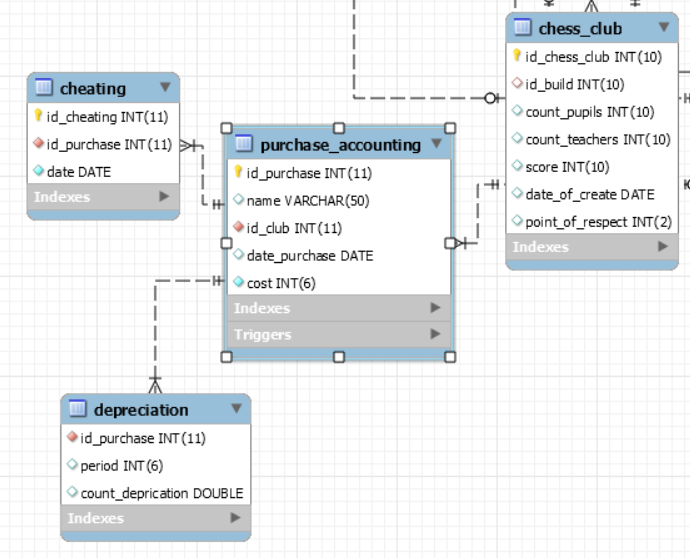 cheating
id_cheating INT(11)
id_purchase INT(11)
date DATE
Indexes
purchase_accounting
id_purchase INT(11)
name VARCHAR(50)
id_club INT(11)
date_purchase DATE
cost INT(6)
Indexes
Triggers
chess_club
id_chess_club INT(10)
id_build INT(10)
count_pupils INT(10)
count_teachers INT(10)
score INT(10)
date_of_create DATE
point_of_respect INT(2)
Indexes
depreciation
id_purchase INT(11)
period INT(6)
count_deprication DOUBLE
Indexes